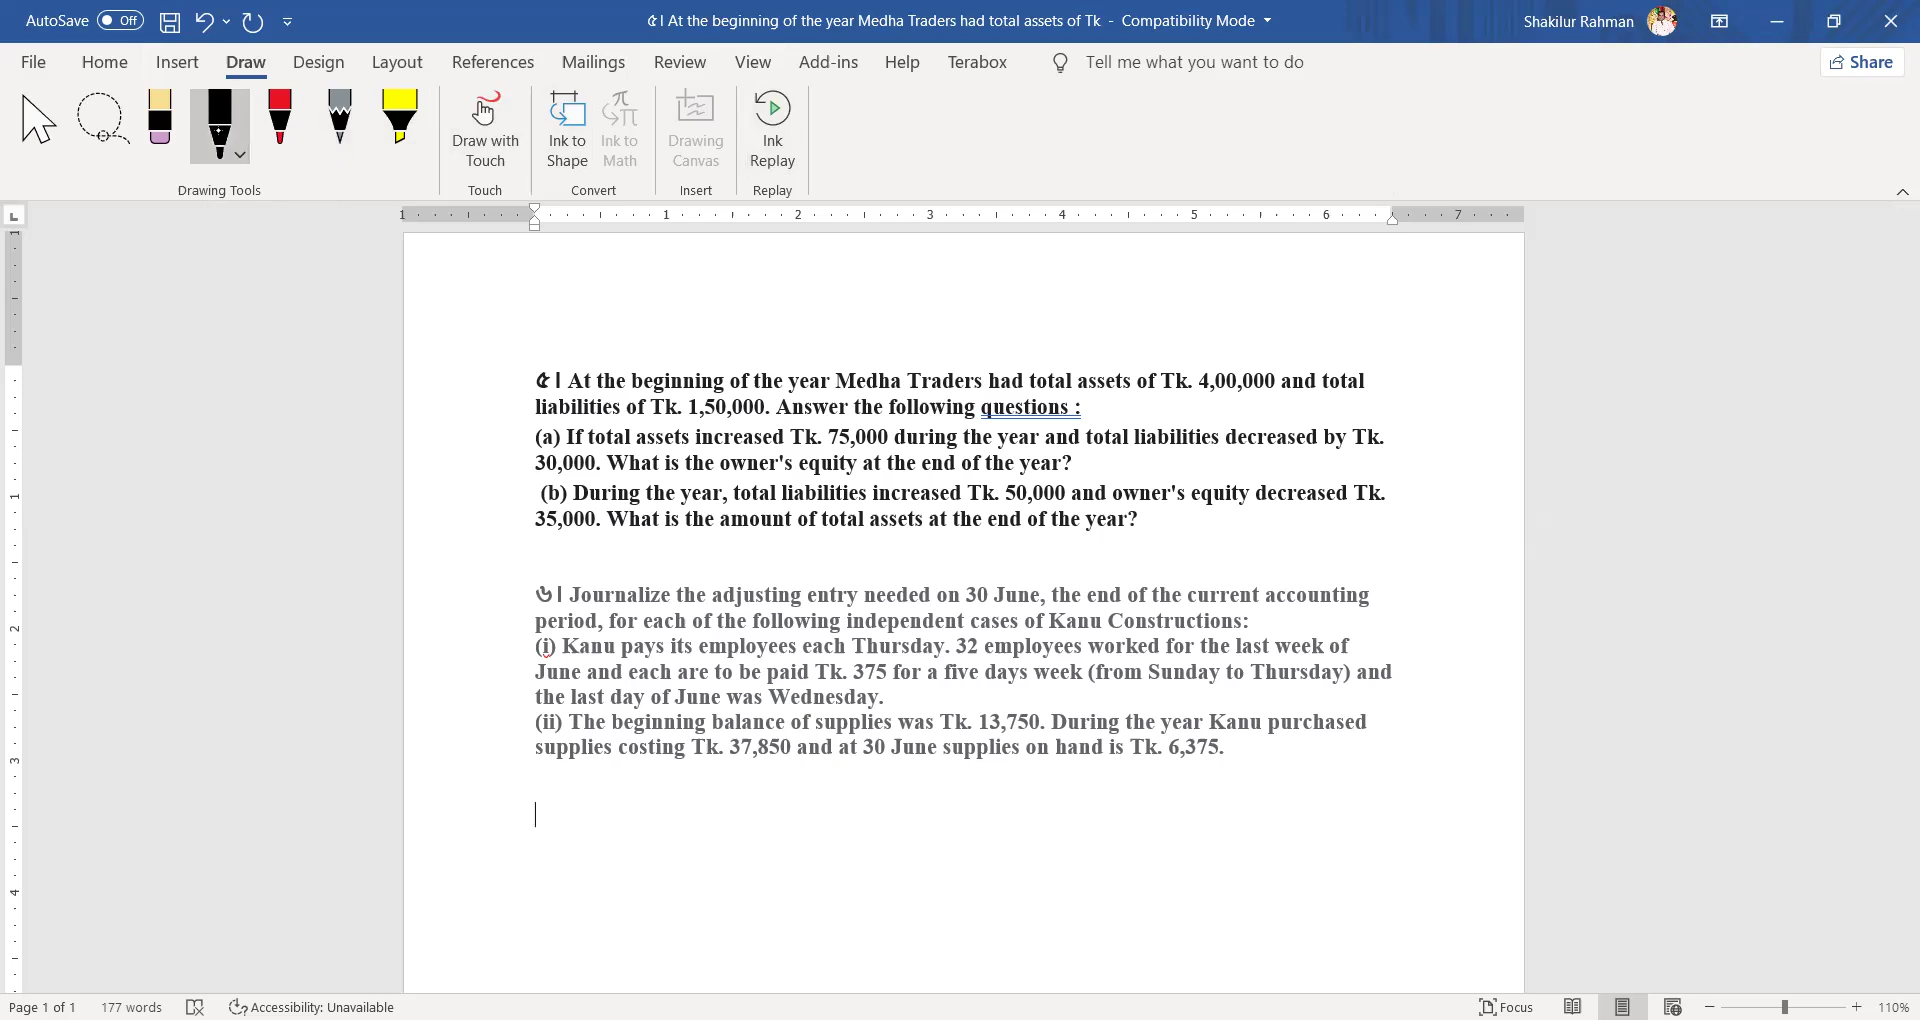 AutoSave Off
৫। At the beginning of the year Medha Traders had total assets of Tk - Compatibility Mode
Shakilur Rahman
File Home Insert Draw Design Layout References Mailings Review View Add-ins Help Terabox Tell me what you want to do Share
Draw with Touch
Ink to Shape
Ink to Math
Drawing Canvas
Ink Replay
Drawing Tools Touch Convert Insert Replay
L
1 1 2 3 4 5 6 7
1
৫। At the beginning of the year Medha Traders had total assets of Tk. 4,00,000 and total
liabilities of Tk. 1,50,000. Answer the following questions :
(a) If total assets increased Tk. 75,000 during the year and total liabilities decreased by Tk.
30,000. What is the owner's equity at the end of the year?
(b) During the year, total liabilities increased Tk. 50,000 and owner's equity decreased Tk.
35,000. What is the amount of total assets at the end of the year?
৬। Journalize the adjusting entry needed on 30 June, the end of the current accounting
period, for each of the following independent cases of Kanu Constructions:
(i) Kanu pays its employees each Thursday. 32 employees worked for the last week of
June and each are to be paid Tk. 375 for a five days week (from Sunday to Thursday) and
the last day of June was Wednesday.
(ii) The beginning balance of supplies was Tk. 13,750. During the year Kanu purchased
supplies costing Tk. 37,850 and at 30 June supplies on hand is Tk. 6,375.
1
2
3
4
Page 1 of 1 177 words Accessibility: Unavailable Focus 110%